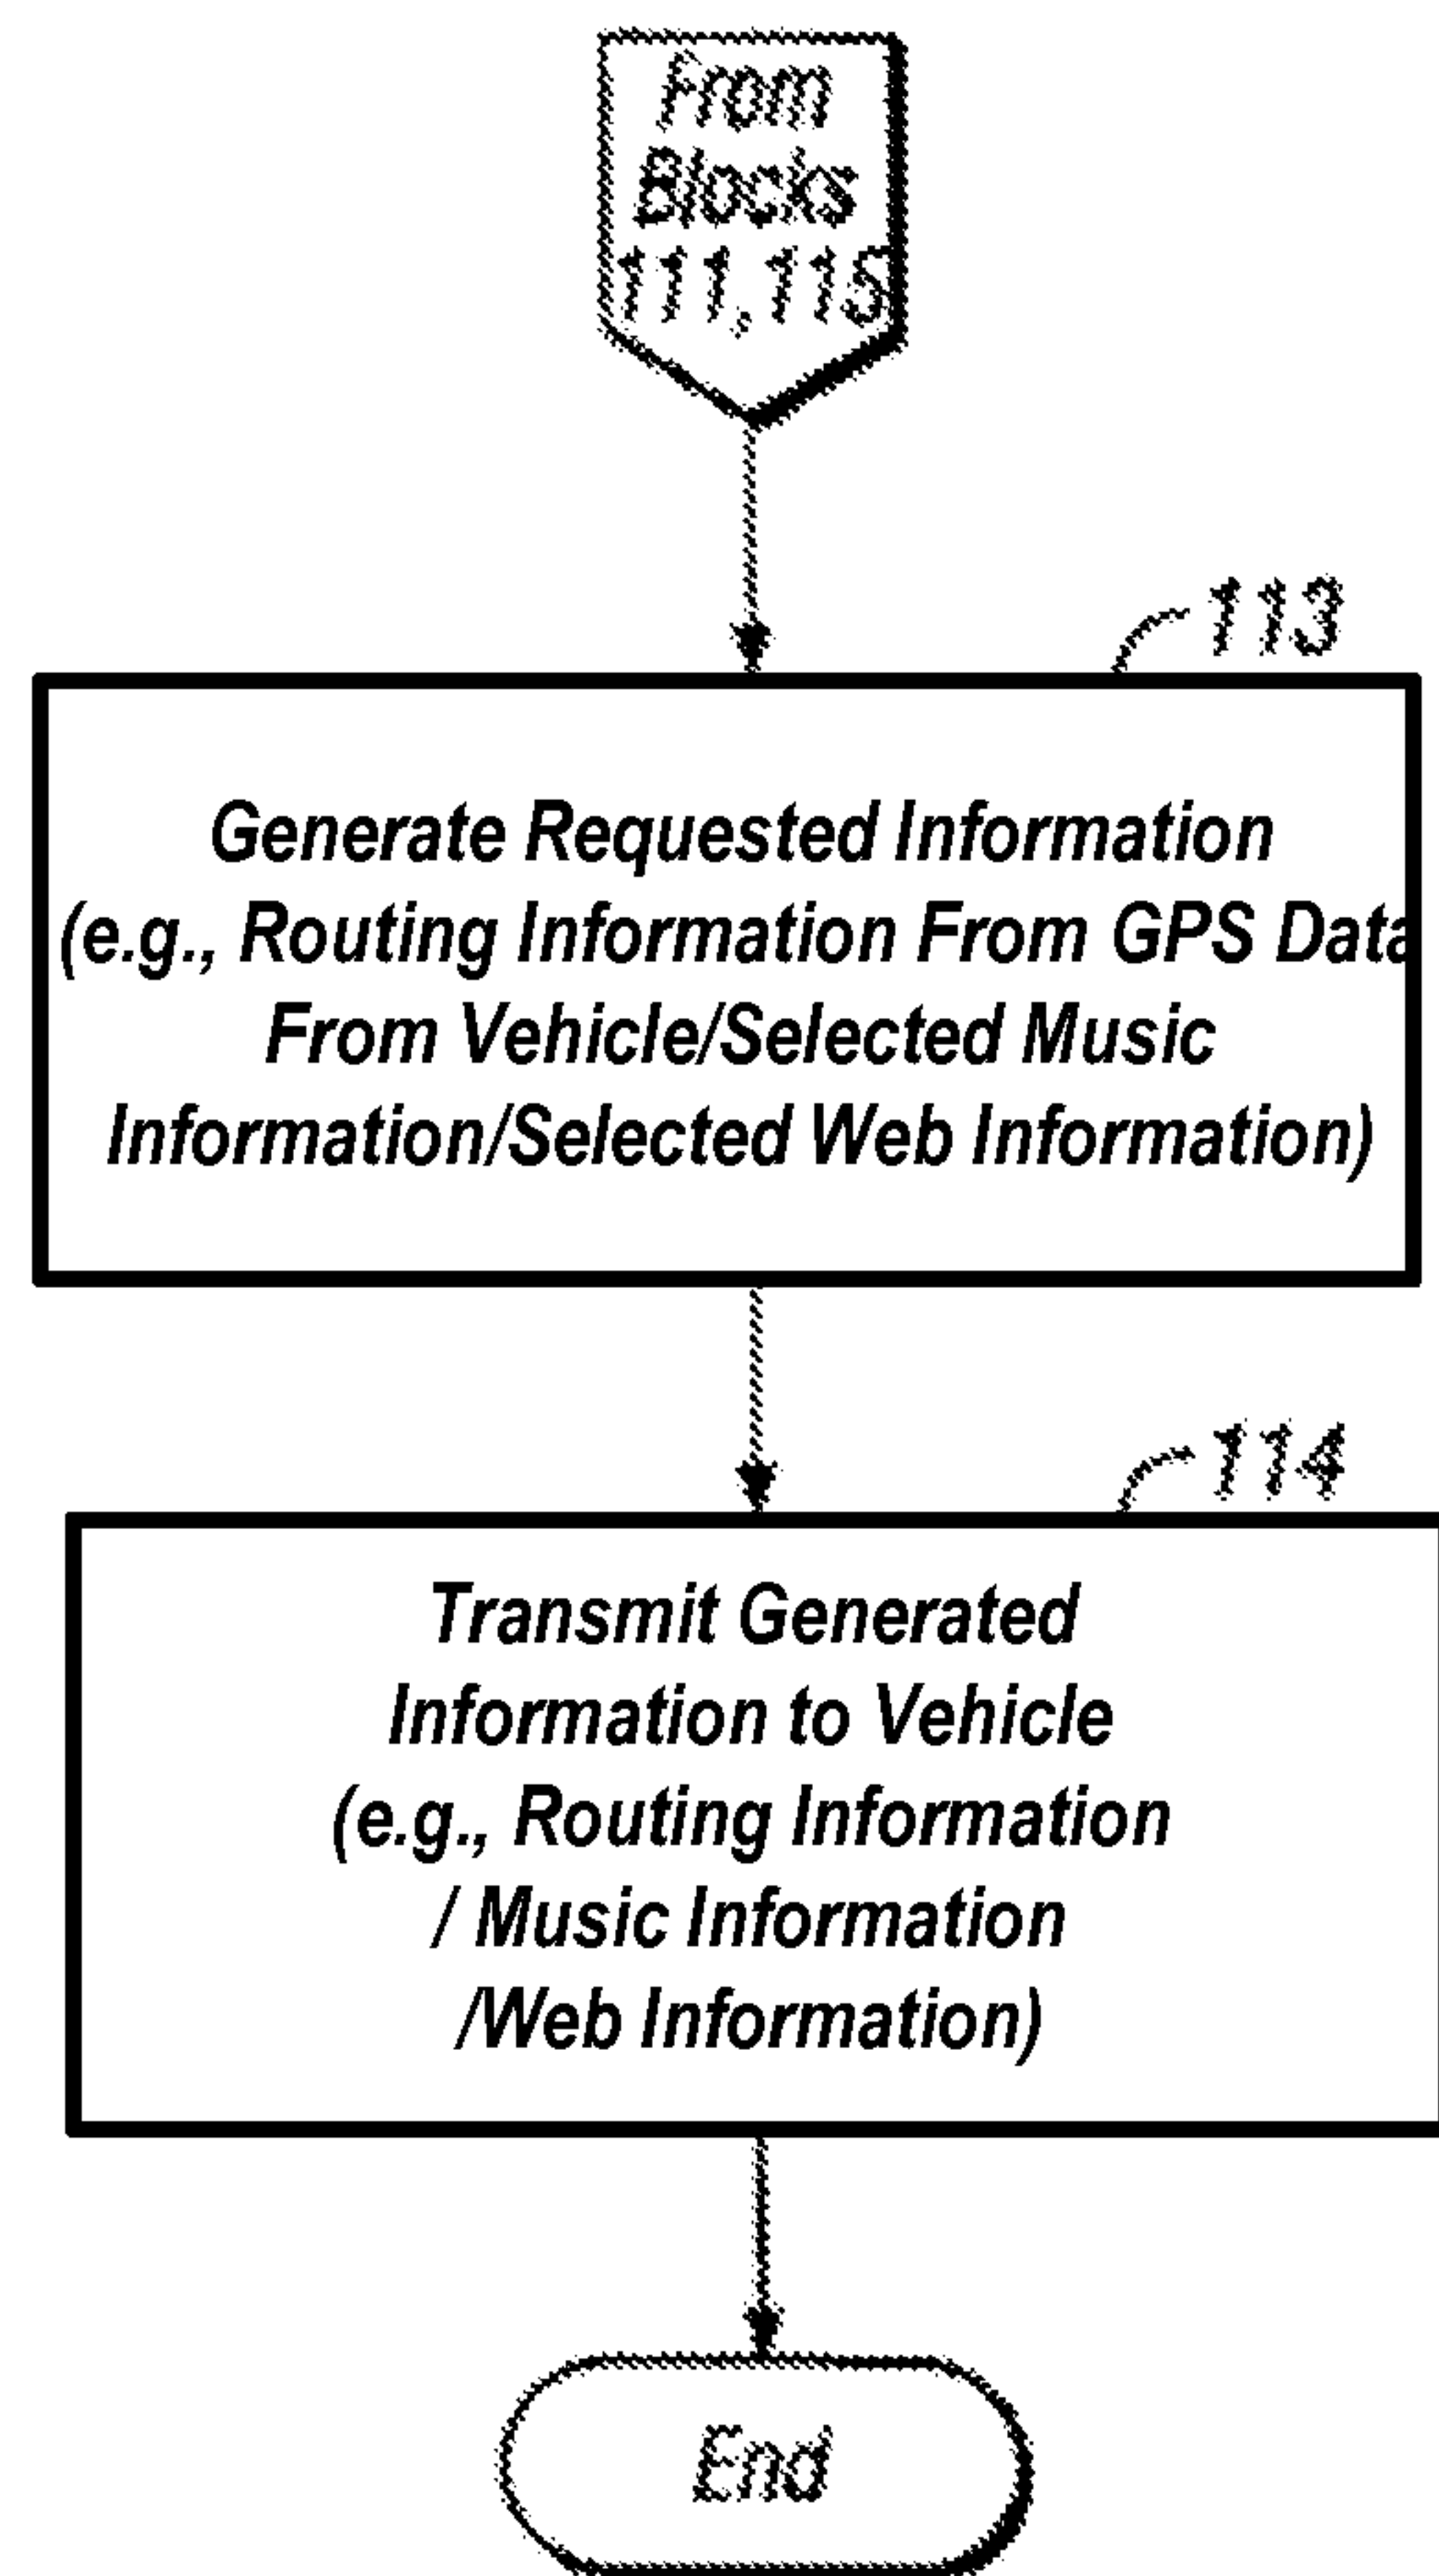 From
Blocks
111,115
113
Generate Requested Information
(e.g., Routing Information From GPS Data
From Vehicle/Selected Music
Information/Selected Web Information)
114
Transmit Generated
Information to Vehicle
(e.g., Routing Information
/ Music Information
/Web Information)
End